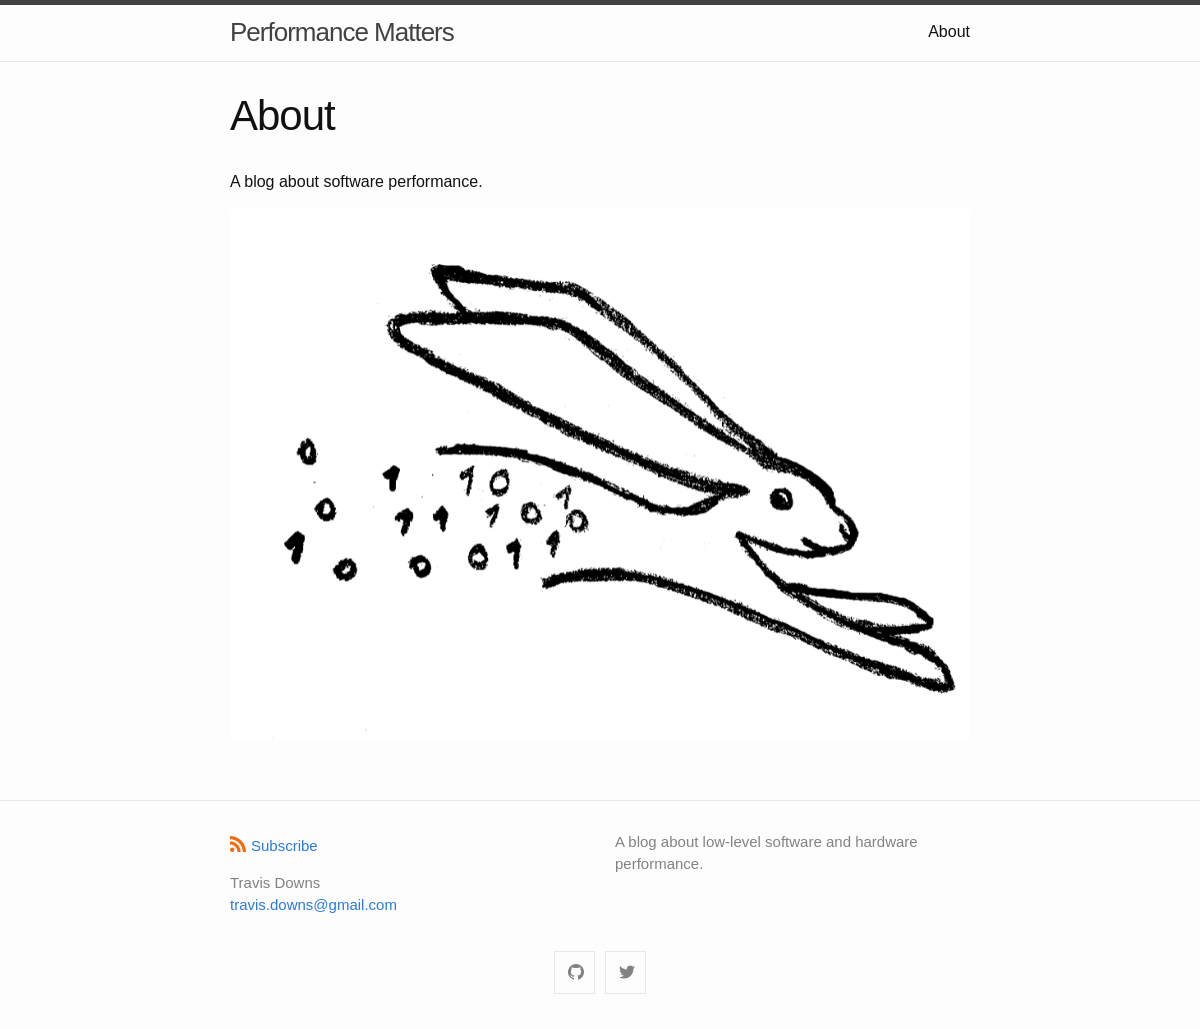 Performance Matters
About
About
A blog about software performance.
0 1 1 0 1
0 1 1 1 0 0
1 0 0 0 1 1
Subscribe
Travis Downs
travis.downs@gmail.com
A blog about low-level software and hardware
performance.